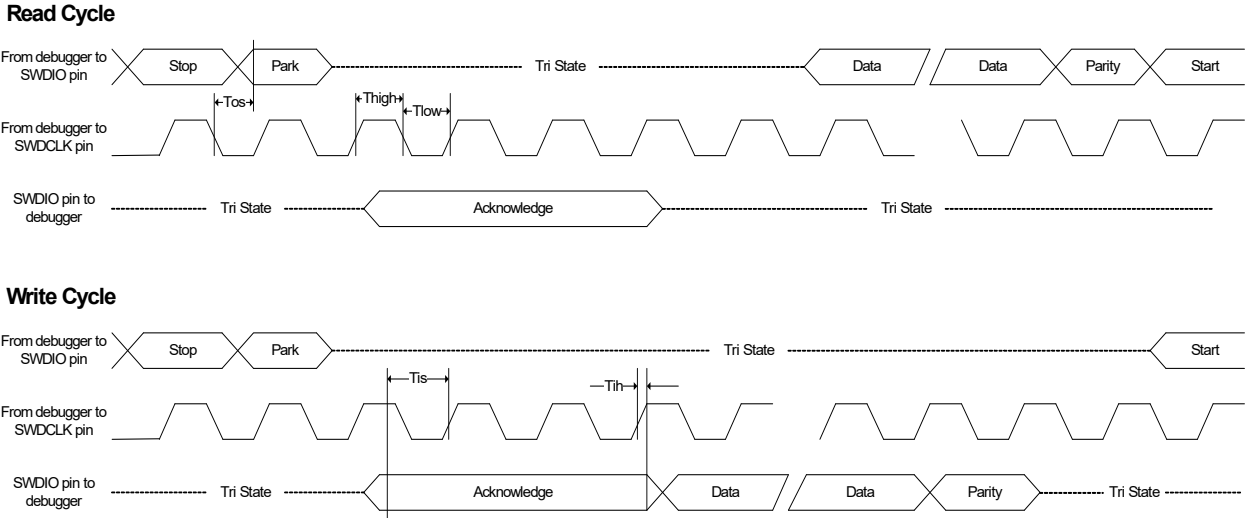 Read Cycle
From debugger to
SWDIO pin
Stop
Park
Tri State
Data
Data
Parity
Start
Tos
Thigh
Tlow
From debugger to
SWDCLK pin
SWDIO pin to
debugger
Tri State
Acknowledge
Tri State
Write Cycle
From debugger to
SWDIO pin
Stop
Park
Tri State
Start
Tis
Tih
From debugger to
SWDCLK pin
SWDIO pin to
debugger
Tri State
Acknowledge
Data
Data
Parity
Tri State